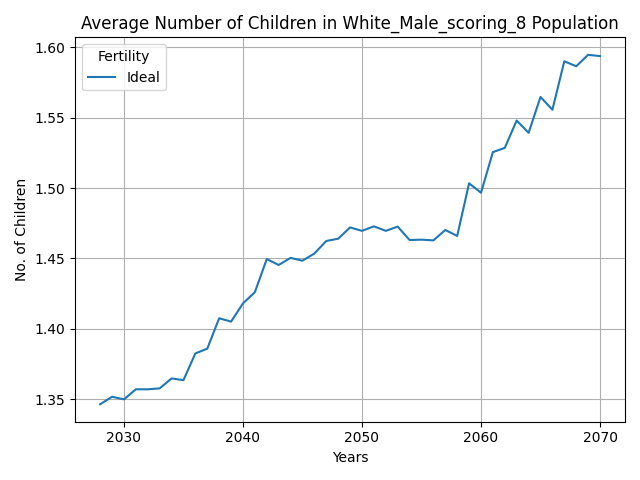 Average Number of Children in White_Male_scoring_8 Population
Fertility
Ideal
No. of Children
1.60
1.55
1.50
1.45
1.40
1.35
2030 2040 2050 2060 2070
Years